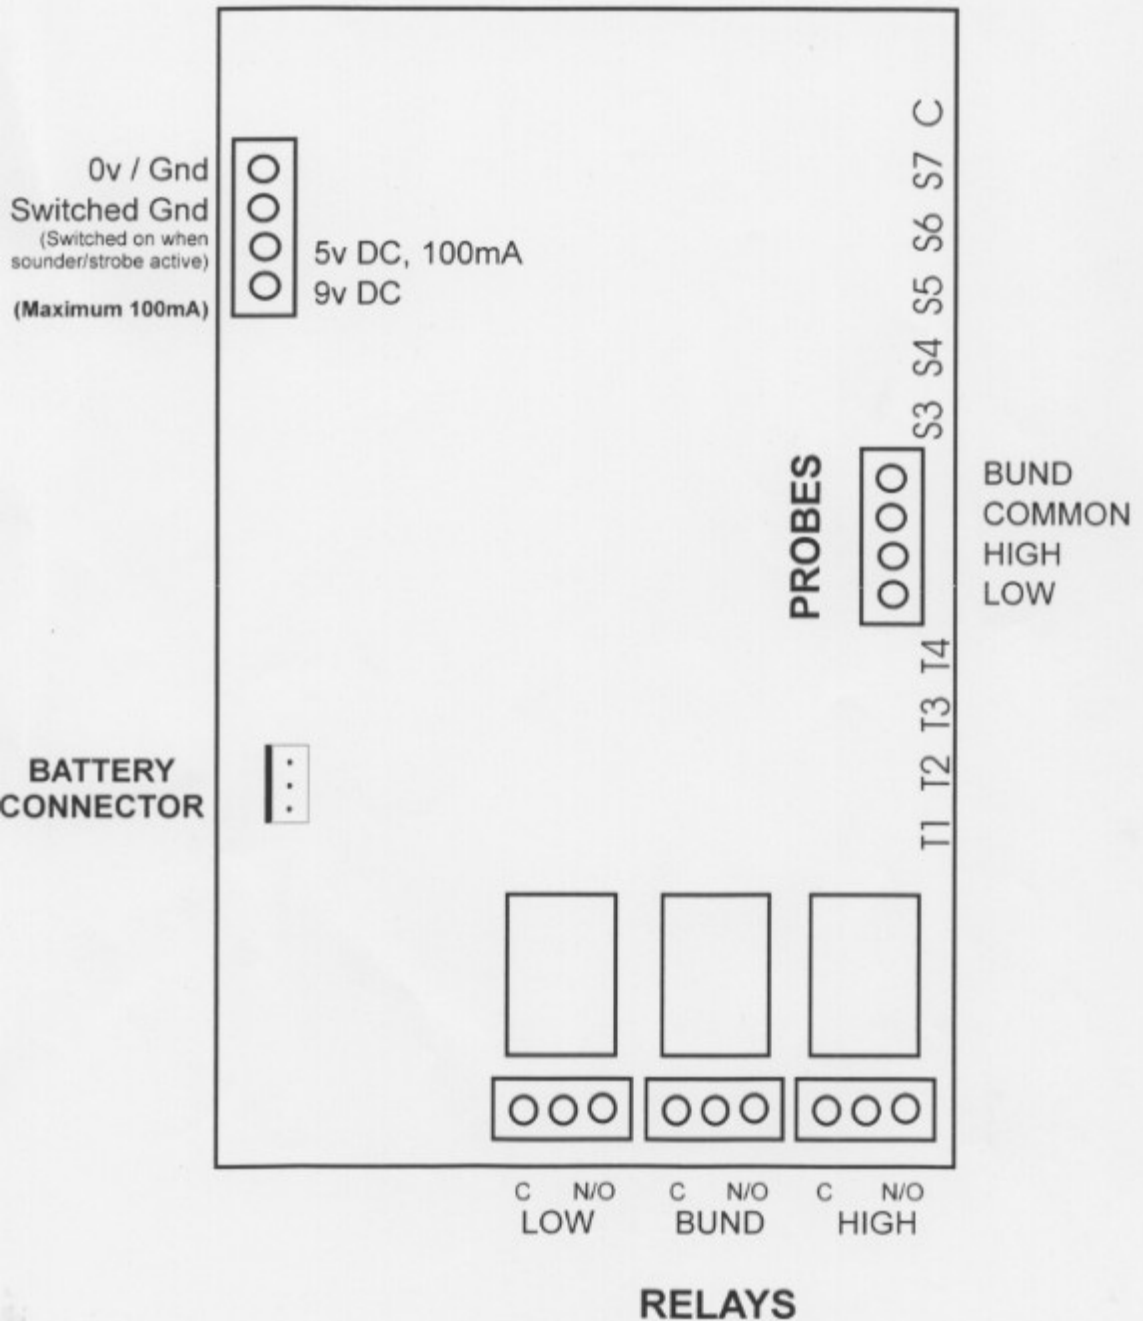 0v / Gnd
Switched Gnd
(Switched on when
sounder/strobe active)
(Maximum 100mA)
5v DC, 100mA
9v DC
C
S7
S6
S5
S4
S3
PROBES
BUND
COMMON
HIGH
LOW
T4
T3
T2
T1
BATTERY
CONNECTOR
C N/O C N/O C N/O
LOW BUND HIGH
RELAYS